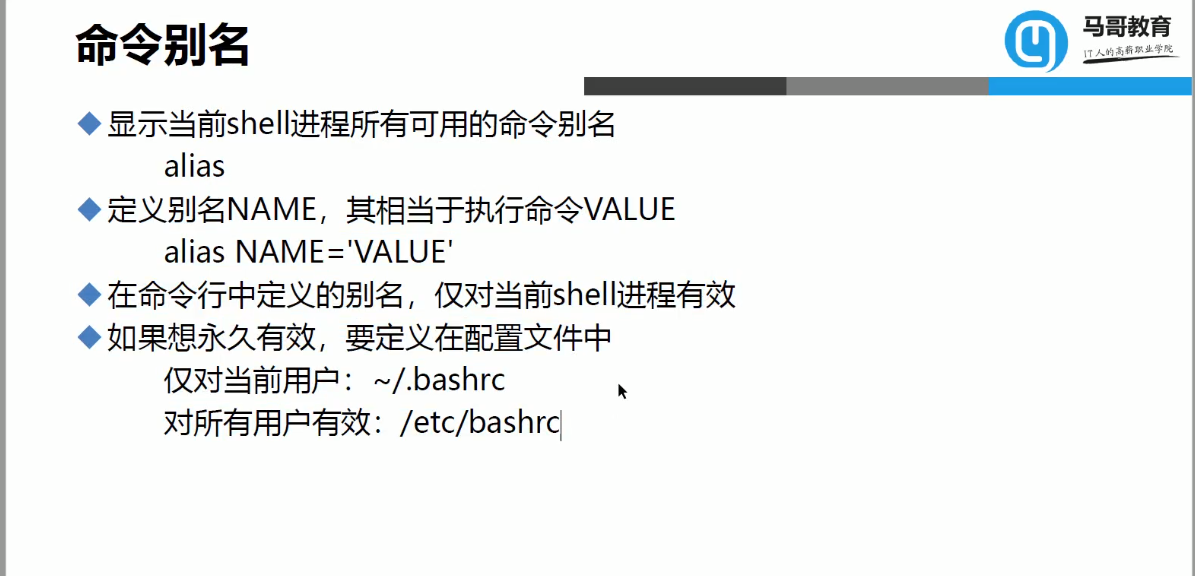 命令别名
马哥教育
IT人的高薪职业学院
显示当前shell进程所有可用的命令别名
alias
定义别名NAME，其相当于执行命令VALUE
alias NAME='VALUE'
在命令行中定义的别名，仅对当前shell进程有效
如果想永久有效，要定义在配置文件中
仅对当前用户：~/.bashrc
对所有用户有效：/etc/bashrc